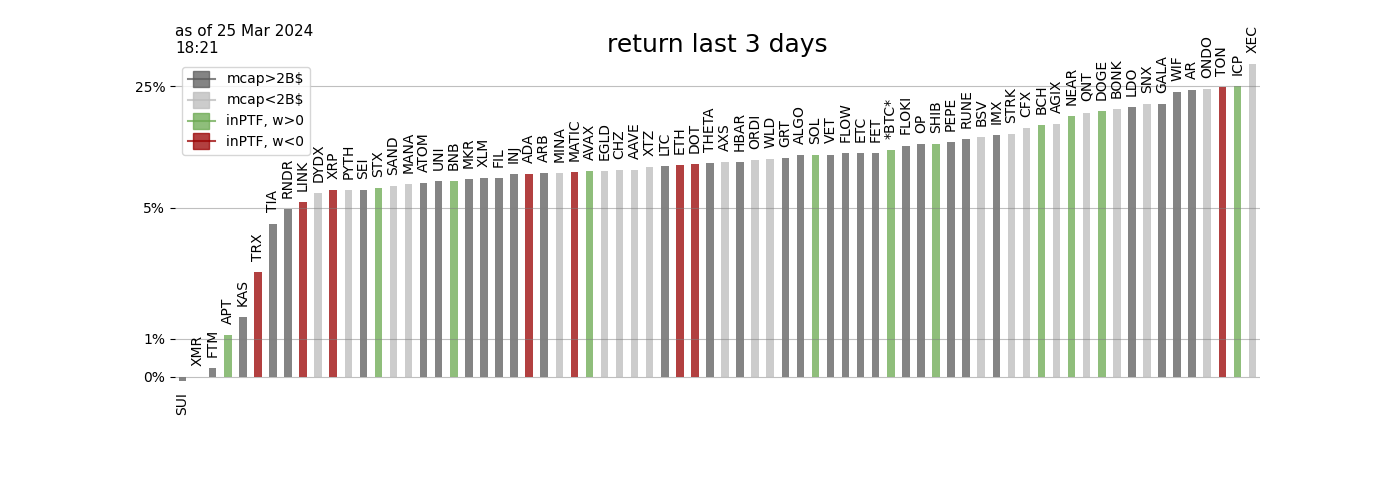 as of 25 Mar 2024
18:21
return last 3 days
mcap>2B$
mcap<2B$
inPTF, w>0
inPTF, w<0
25%
5%
1%
0%
SUI
XMR
FTM
APT
KAS
TRX
TIA
RNDR
LINK
DYDX
XRP
PYTH
SEI
STX
SAND
MANA
ATOM
UNI
BNB
MKR
XLM
FIL
INJ
ADA
ARB
MINA
MATIC
AVAX
EGLD
CHZ
AAVE
XTZ
LTC
ETH
DOT
THETA
AXS
HBAR
ORDI
WLD
GRT
ALGO
SOL
VET
FLOW
ETC
FET
*BTC*
FLOKI
OP
SHIB
PEPE
RUNE
BSV
IMX
STRK
CFX
BCH
AGIX
NEAR
QNT
DOGE
BONK
LDO
SNX
GALA
WIF
AR
ONDO
TON
ICP
XEC